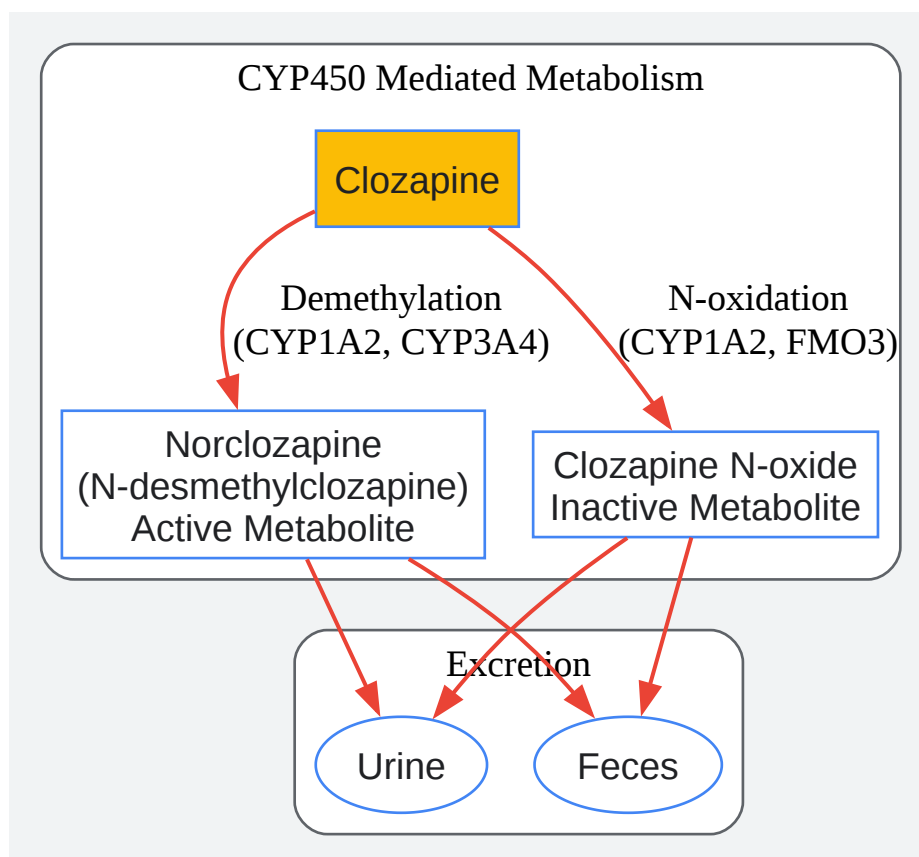 CYP450 Mediated Metabolism
Clozapine
Demethylation
(CYP1A2, CYP3A4)
N-oxidation
(CYP1A2, FMO3)
Norclozapine
(N-desmethylclozapine)
Active Metabolite
Clozapine N-oxide
Inactive Metabolite
Excretion
Urine
Feces